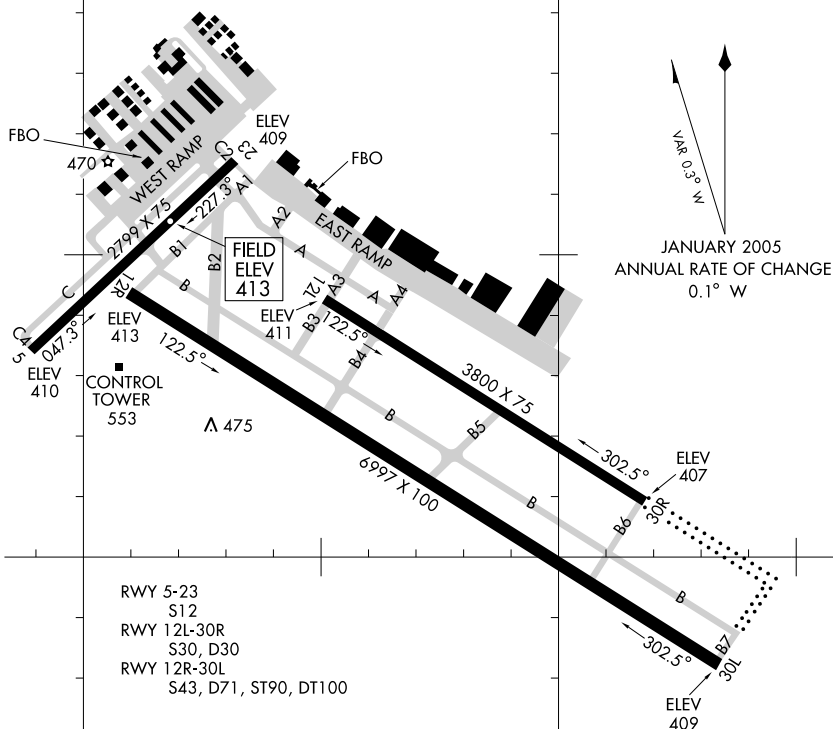 ELEV
409
FBO
470
WEST RAMP
C2
23
FBO
VAR 0.3° W
A1
227.3°
A2
2799 X 75
A
EAST RAMP
B1
B2
FIELD
ELEV
413
JANUARY 2005
ANNUAL RATE OF CHANGE
0.1° W
C
12R
B
12L
A3
A
A4
ELEV
411
B3
C4
5
047.3°
ELEV
413
122.5°
122.5°
B4
ELEV
410
CONTROL
TOWER
553
475
3800 X 75
B
B5
6997 X 100
302.5°
ELEV
407
B
B6
30R
RWY 5-23
S12
RWY 12L-30R
S30, D30
RWY 12R-30L
S43, D71, ST90, DT100
B
302.5°
B7
30L
ELEV
409